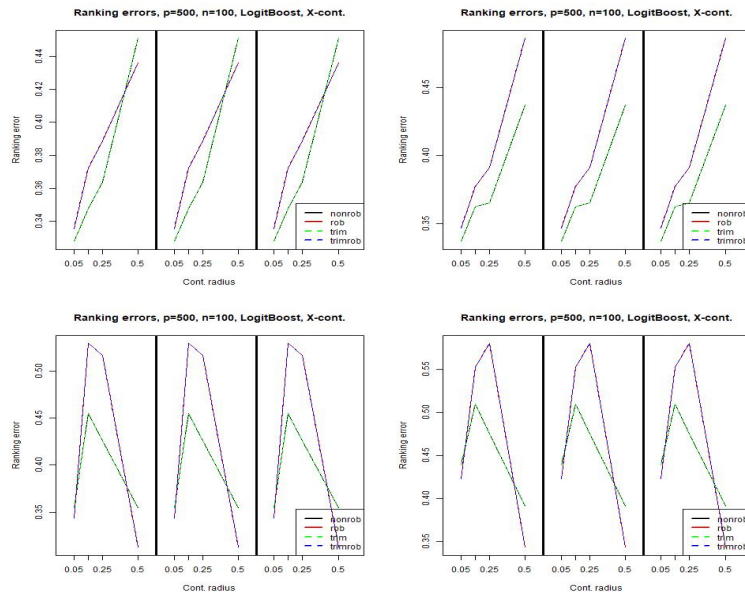 Ranking errors, p=500, n=100, LogitBoost, X-cont.
Ranking error
0.44
0.42
0.40
0.38
0.36
0.34
nonrob
rob
trim
trimrob
0.05 0.25 0.5 0.05 0.25 0.5 0.05 0.25 0.5
Cont. radius
Ranking errors, p=500, n=100, LogitBoost, X-cont.
Ranking error
0.45
0.40
0.35
nonrob
rob
trim
trimrob
0.05 0.25 0.5 0.05 0.25 0.5 0.05 0.25 0.5
Cont. radius
Ranking errors, p=500, n=100, LogitBoost, X-cont.
Ranking error
0.50
0.45
0.40
0.35
nonrob
rob
trim
trimrob
0.05 0.25 0.5 0.05 0.25 0.5 0.05 0.25 0.5
Cont. radius
Ranking errors, p=500, n=100, LogitBoost, X-cont.
Ranking error
0.55
0.50
0.45
0.40
0.35
nonrob
rob
trim
trimrob
0.05 0.25 0.5 0.05 0.25 0.5 0.05 0.25 0.5
Cont. radius